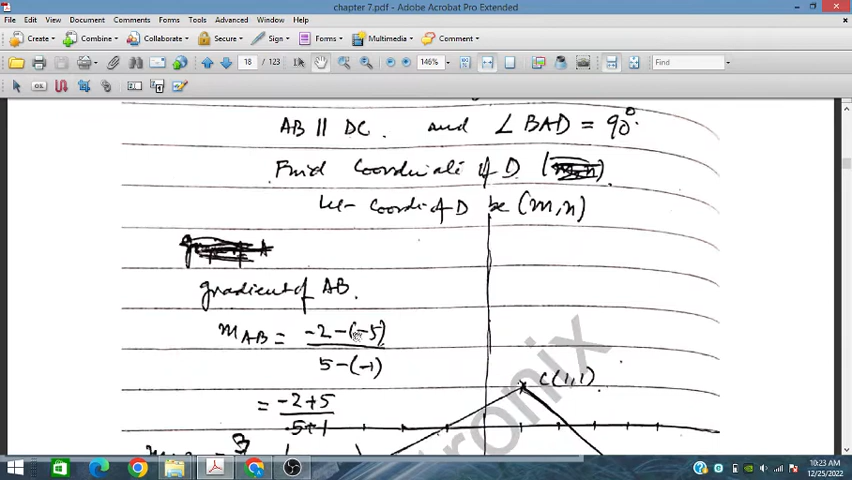 chapter 7.pdf - Adobe Acrobat Pro Extended
File Edit View Document Comments Forms Tools Advanced Window Help
Create Combine Collaborate Secure Sign Forms Multimedia Comment
18 / 123 146% Find
AB || DC. and ∠ BAD = 90°.
Find Coordinate of D
Let coordi of D be (m,n)
gradient of AB.
m AB = -2-(-5)
5-(-1)
= -2+5
5+1
C(1,1)
3
ronix
10:23 AM
12/25/2022